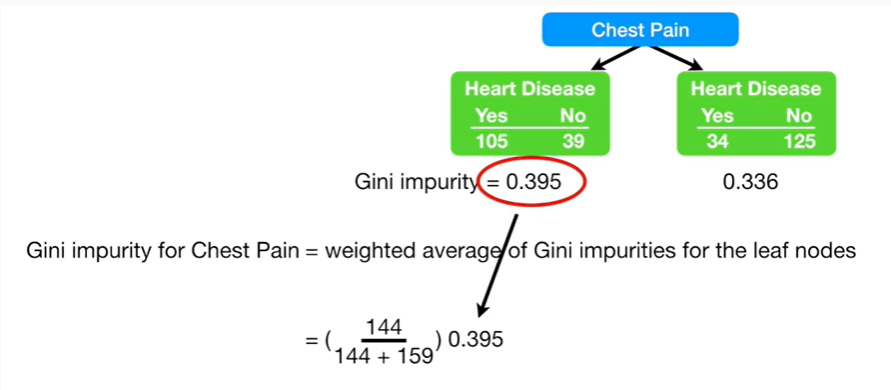 Chest Pain
Heart Disease
Yes No
105 39
Heart Disease
Yes No
34 125
Gini impurity = 0.395
0.336
Gini impurity for Chest Pain = weighted average of Gini impurities for the leaf nodes
= ( 144 / 144 + 159 ) 0.395